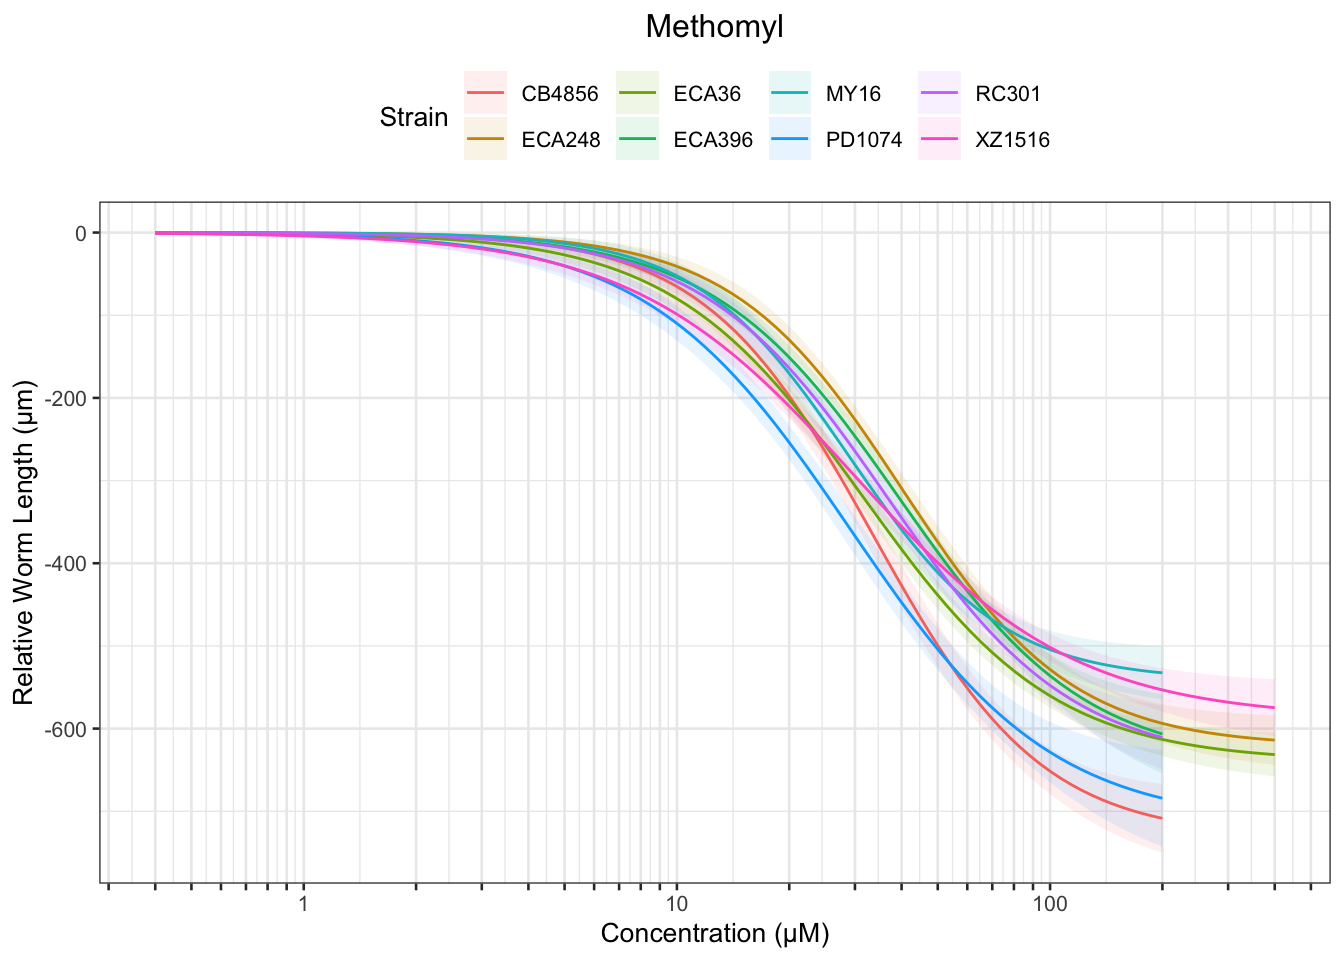 Methomyl
Strain
CB4856 ECA36 MY16 RC301
ECA248 ECA396 PD1074 XZ1516
0
-200
-400
-600
Relative Worm Length (µm)
1 10 100
Concentration (µM)